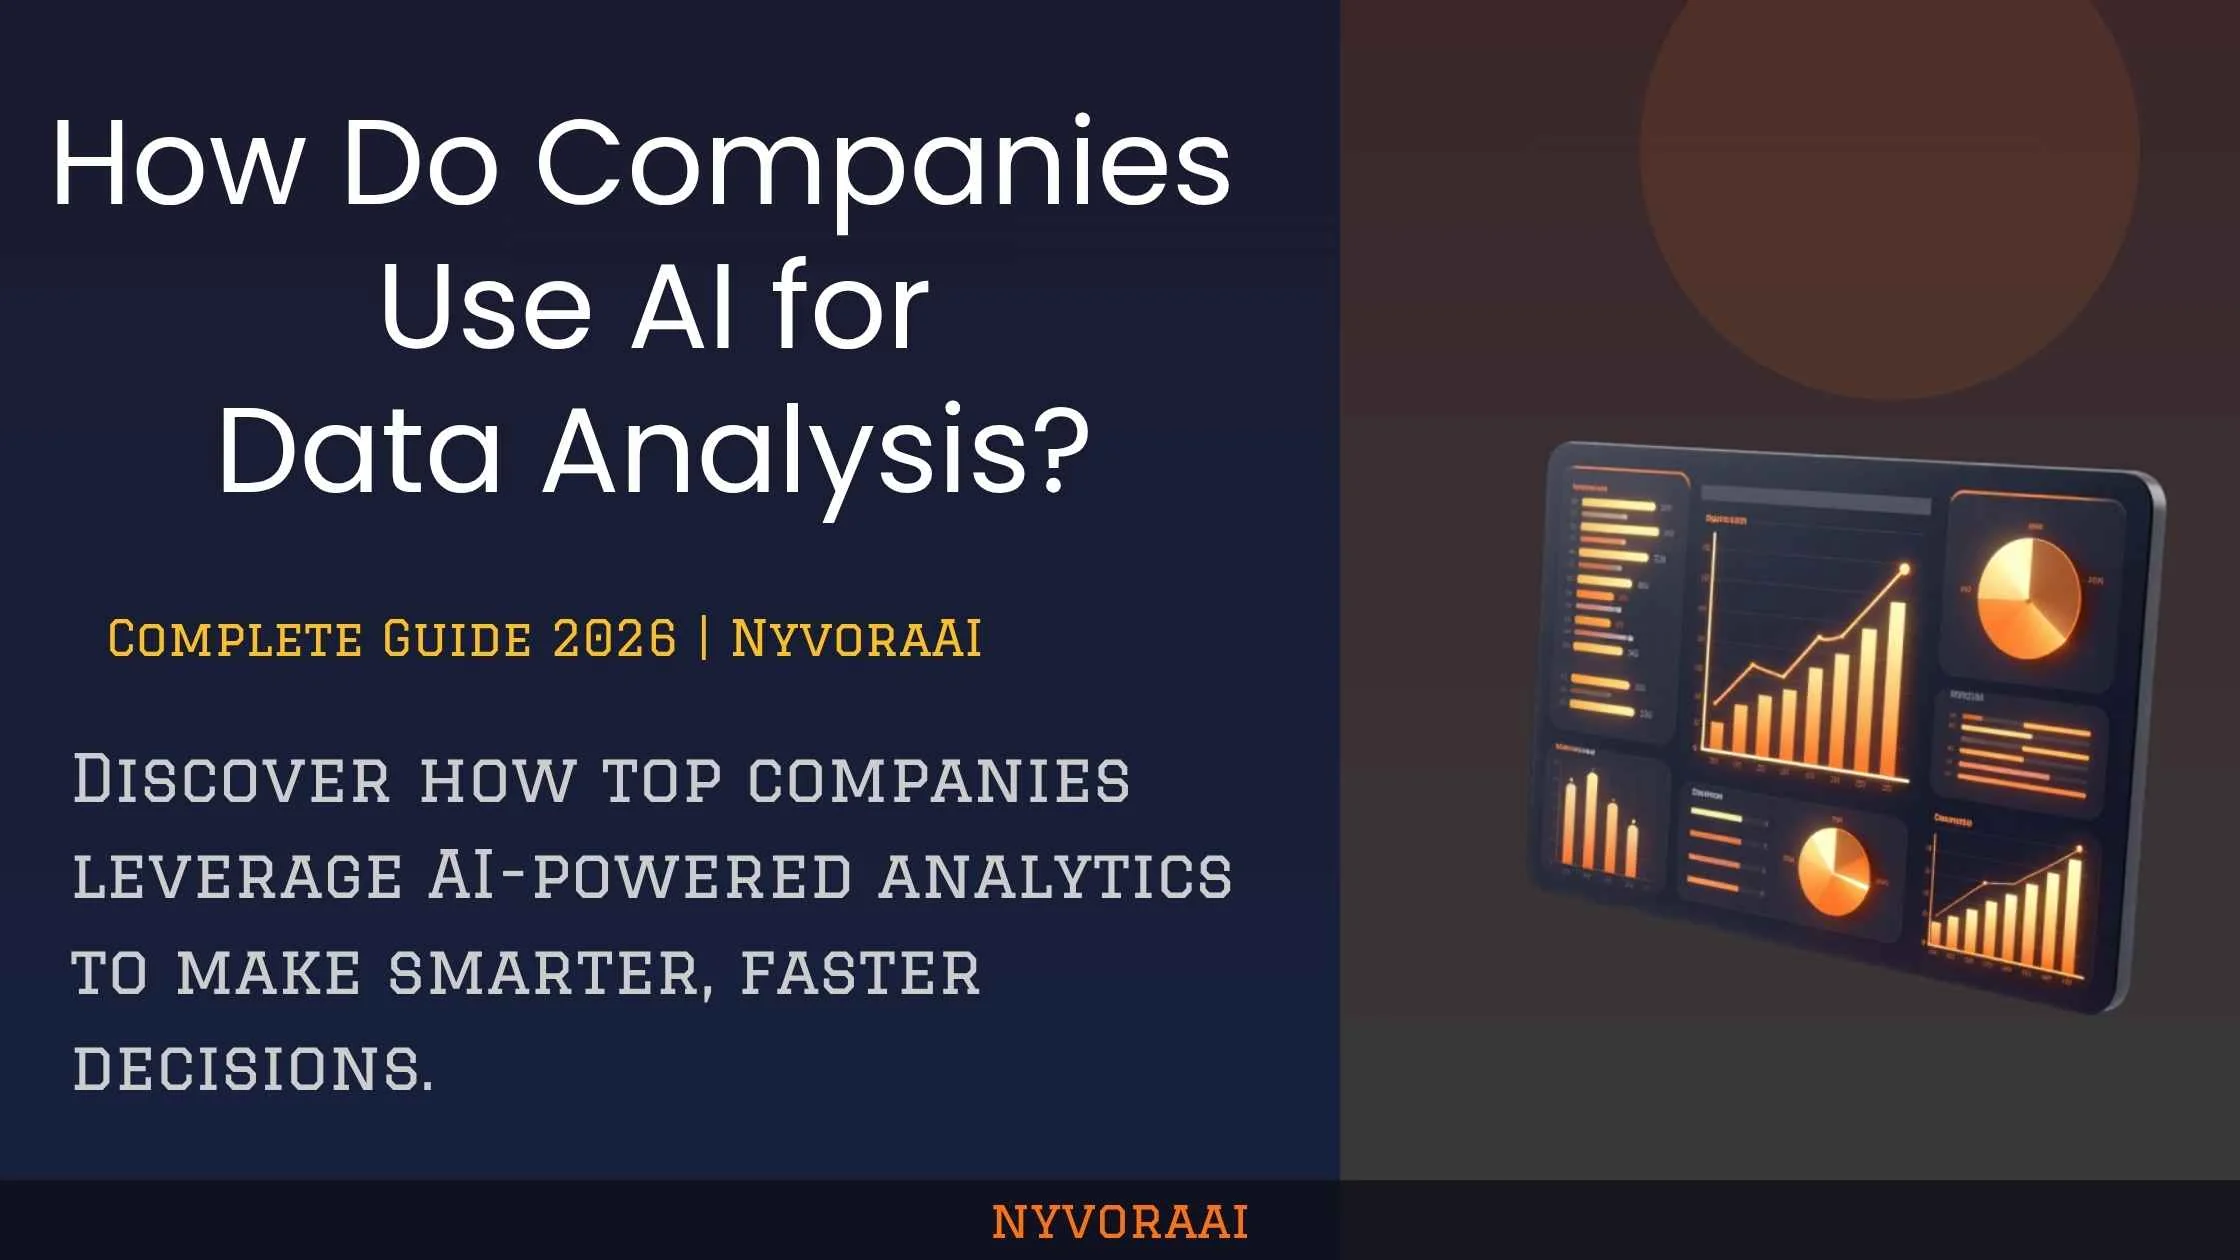 How Do Companies
Use AI for
Data Analysis?
Complete Guide 2026 | NyvoraAI
Discover how top companies
leverage AI-powered analytics
to make smarter, faster
decisions.
NYVORAAI